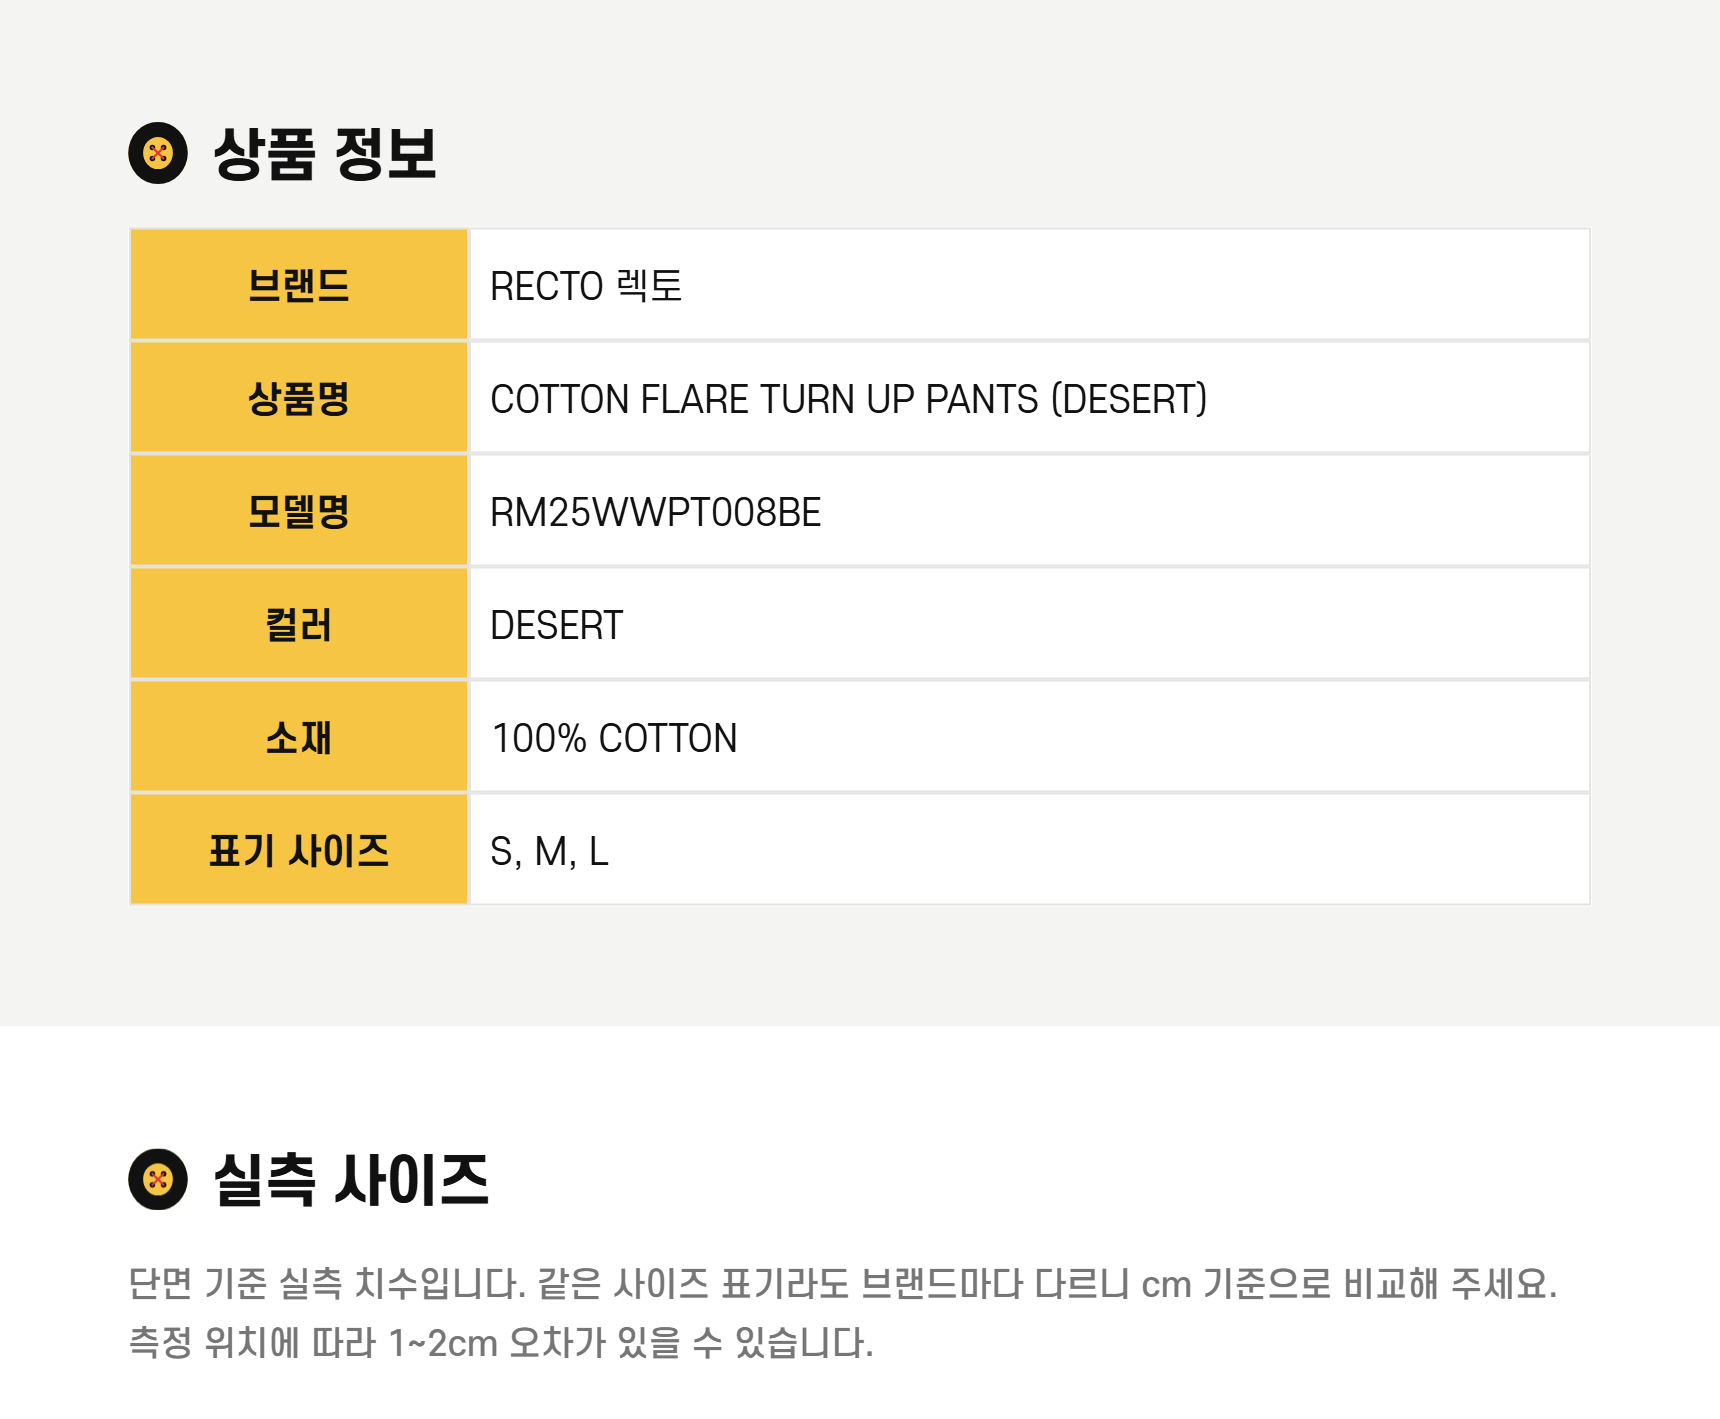 상품 정보
브랜드 RECTO 렉토
상품명 COTTON FLARE TURN UP PANTS (DESERT)
모델명 RM25WWPT008BE
컬러 DESERT
소재 100% COTTON
표기 사이즈 S, M, L
실측 사이즈
단면 기준 실측 치수입니다. 같은 사이즈 표기라도 브랜드마다 다르니 cm 기준으로 비교해 주세요.
측정 위치에 따라 1~2cm 오차가 있을 수 있습니다.